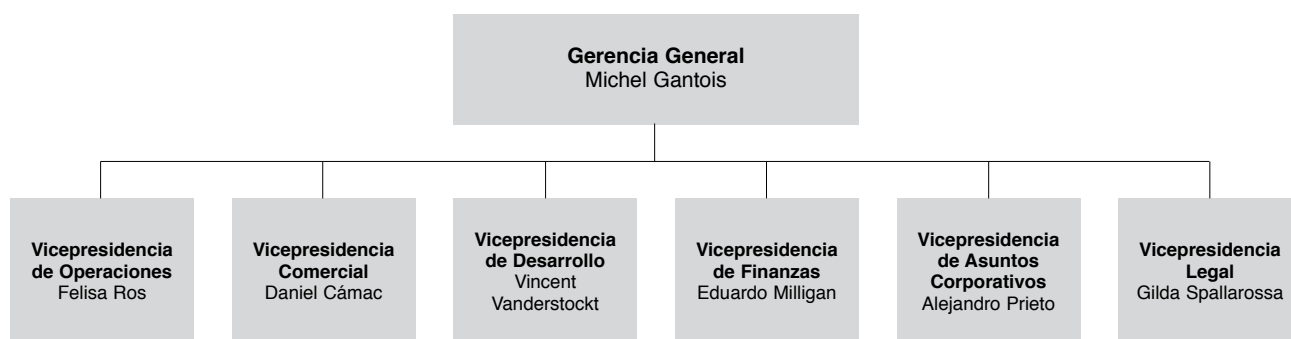 Gerencia General
Michel Gantois
Vicepresidencia
de Operaciones
Felisa Ros
Vicepresidencia
Comercial
Daniel Cámac
Vicepresidencia
de Desarrollo
Vincent
Vanderstockt
Vicepresidencia
de Finanzas
Eduardo Milligan
Vicepresidencia
de Asuntos
Corporativos
Alejandro Prieto
Vicepresidencia
Legal
Gilda Spallarossa